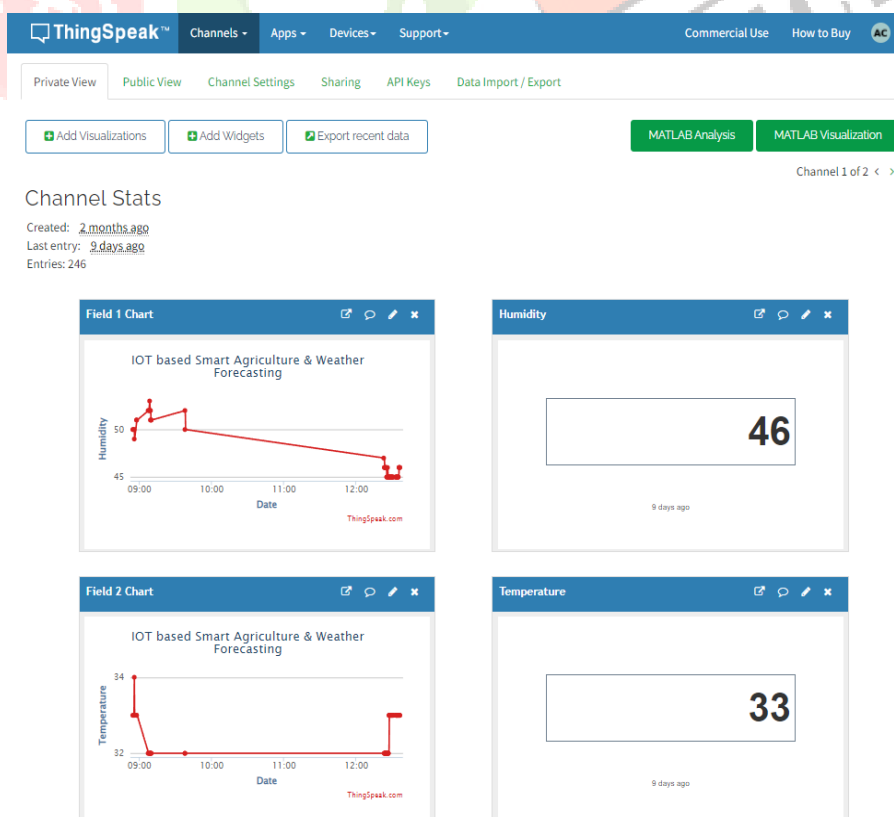 ThingSpeak™ Channels Apps Devices Support Commercial Use How to Buy AC
Private View Public View Channel Settings Sharing API Keys Data Import / Export
Add Visualizations Add Widgets Export recent data MATLAB Analysis MATLAB Visualization
Channel 1 of 2 < >
Channel Stats
Created: 2 months ago
Last entry: 9 days ago
Entries: 246
Field 1 Chart
IOT based Smart Agriculture & Weather
Forecasting
Humidity
50
45
09:00 10:00 11:00 12:00
Date
ThingSpeak.com
Humidity
46
9 days ago
Field 2 Chart
IOT based Smart Agriculture & Weather
Forecasting
Temperature
34
32
09:00 10:00 11:00 12:00
Date
ThingSpeak.com
Temperature
33
9 days ago